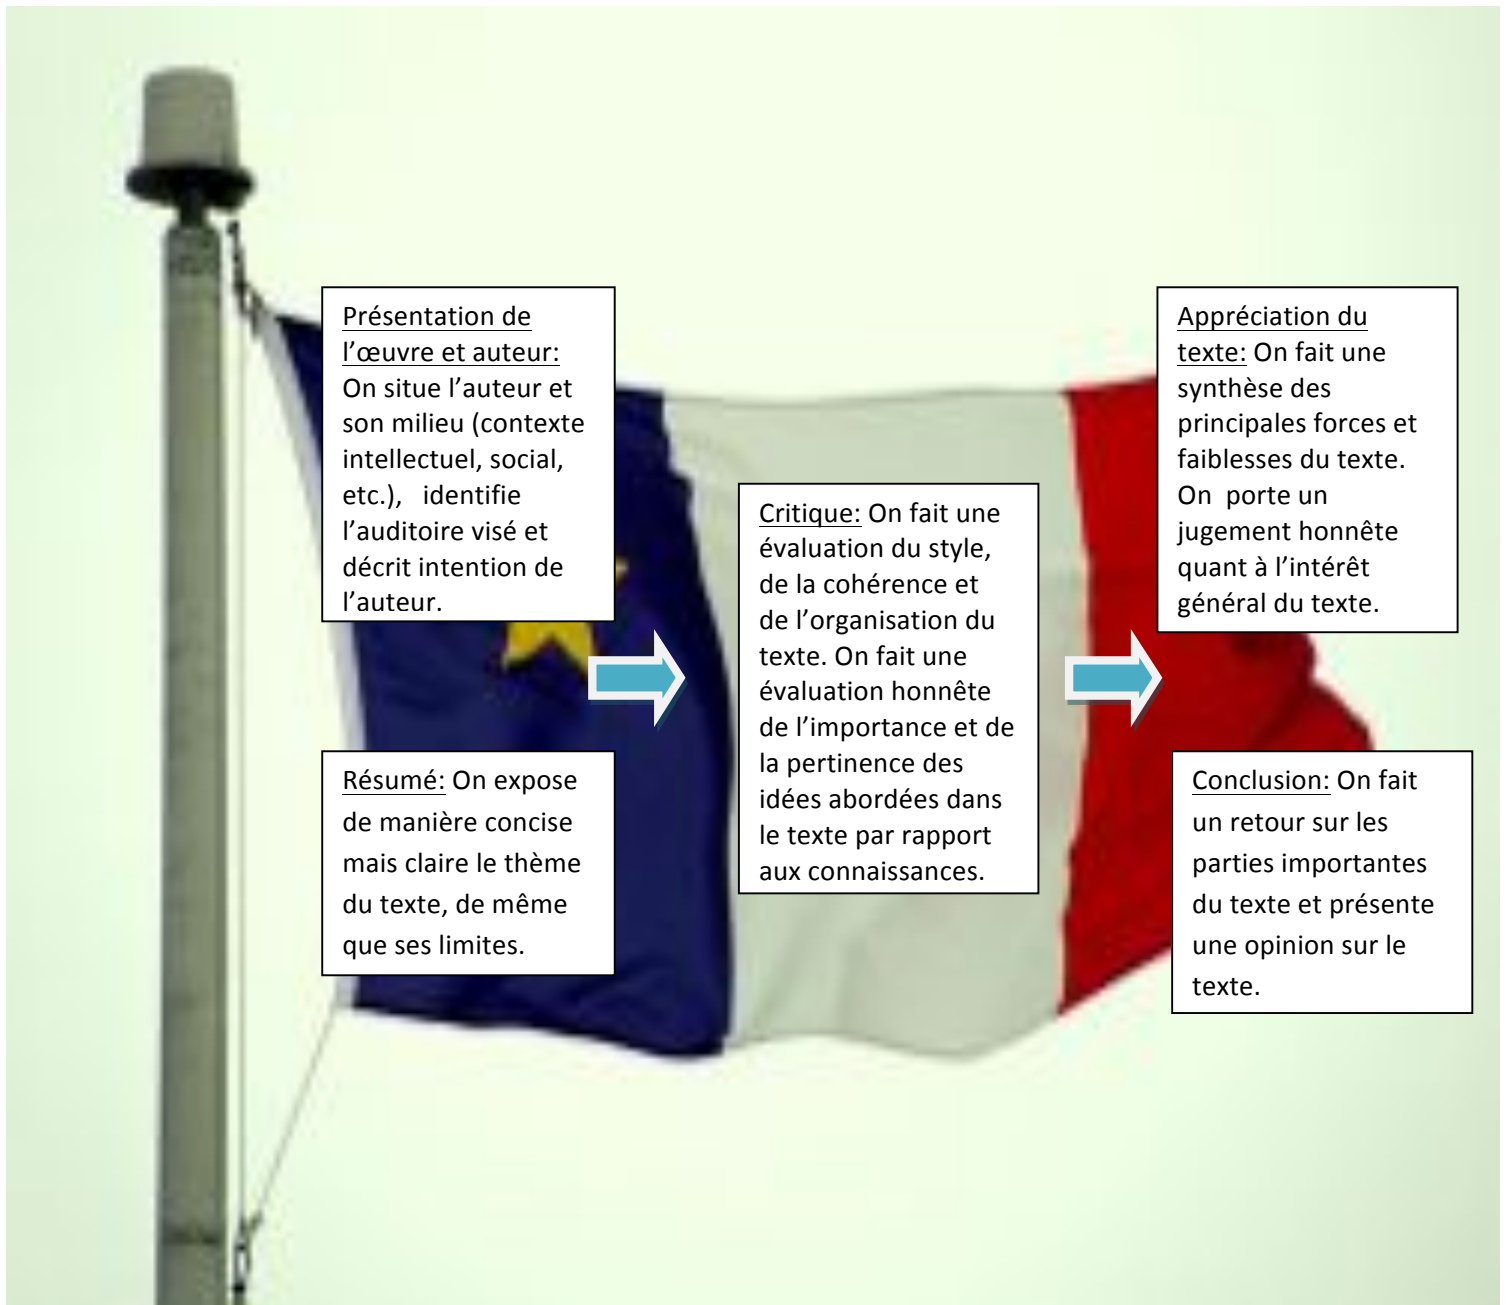 Présentation de
l’œuvre et auteur:
On situe l’auteur et
son milieu (contexte
intellectuel, social,
etc.), identifie
l’auditoire visé et
décrit intention de
l’auteur.
Résumé: On expose
de manière concise
mais claire le thème
du texte, de même
que ses limites.
Critique: On fait une
évaluation du style,
de la cohérence et
de l’organisation du
texte. On fait une
évaluation honnête
de l’importance et de
la pertinence des
idées abordées dans
le texte par rapport
aux connaissances.
Appréciation du
texte: On fait une
synthèse des
principales forces et
faiblesses du texte.
On porte un
jugement honnête
quant à l’intérêt
général du texte.
Conclusion: On fait
un retour sur les
parties importantes
du texte et présente
une opinion sur le
texte.